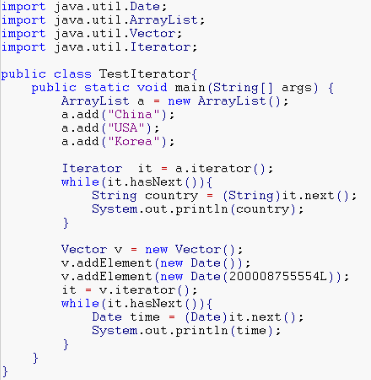 import java.util.Date;
import java.util.ArrayList;
import java.util.Vector;
import java.util.Iterator;

public class TestIterator{
    public static void main(String[] args) {
        ArrayList a = new ArrayList();
        a.add("China");
        a.add("USA");
        a.add("Korea");

        Iterator  it = a.iterator();
        while(it.hasNext()){
            String country = (String)it.next();
            System.out.println(country);
        }

        Vector v = new Vector();
        v.addElement(new Date());
        v.addElement(new Date(200008755554L));
        it = v.iterator();
        while(it.hasNext()){
            Date time = (Date)it.next();
            System.out.println(time);
        }
    }
}